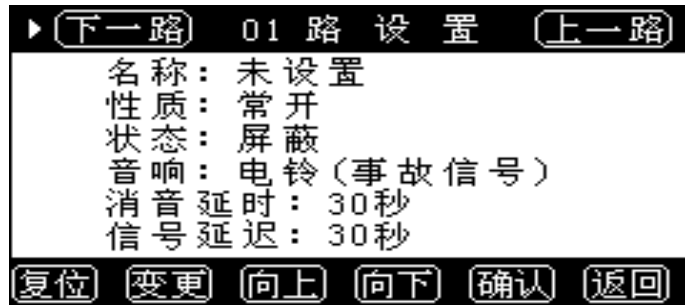 ▶下一路 01路设置 上一路
名称：未设置
性质：常开
状态：屏蔽
音响：电铃（事故信号）
消音延时：30秒
信号延迟：30秒
复位 变更 向上 向下 确认 返回